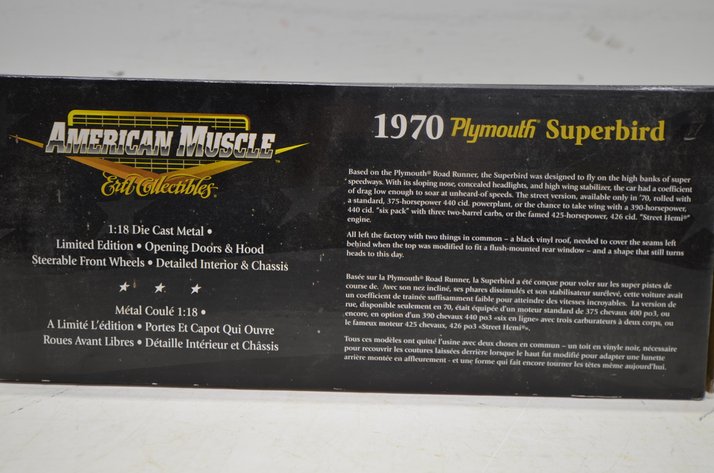 AMERICAN MUSCLE
Ertl Collectibles
1:18 Die Cast Metal •
Limited Edition • Opening Doors & Hood
Steerable Front Wheels • Detailed Interior & Chassis
Métal Coulé 1:18 •
A Limité L'édition • Portes Et Capot Qui Ouvre
Roues Avant Libres • Détaille Intérieur et Châssis
1970 Plymouth® Superbird
Based on the Plymouth® Road Runner, the Superbird was designed to fly on the high banks of super
speedways. With its sloping nose, concealed headlights, and high wing stabilizer, the car had a coefficient
of drag low enough to soar at unheard-of speeds. The street version, available only in '70, rolled with
a standard, 375-horsepower 440 cid. powerplant, or the chance to take wing with a 390-horsepower,
440 cid. "six pack" with three two-barrel carbs, or the famed 425-horsepower, 426 cid. "Street Hemi®"
engine.
All left the factory with two things in common – a black vinyl roof, needed to cover the seams left
behind when the top was modified to fit a flush-mounted rear window – and a shape that still turns
heads to this day.
Basée sur la Plymouth® Road Runner, la Superbird a été conçue pour voler sur les super pistes de
course de. Avec son nez incliné, ses phares dissimulés et son stabilisateur surélevé, cette voiture avait
un coefficient de trainée suffisamment faible pour atteindre des vitesses incroyables. La version de
rue, disponible seulement en 70, était équipée d'un moteur standard de 375 chevaux 400 po3, ou
encore, en option d'un 390 chevaux 440 po3 «six en ligne» avec trois carburateurs à deux corps, ou
le fameux moteur 425 chevaux, 426 po3 «Street Hemi®».
Tous ces modèles ont quitté l'usine avec deux choses en commun – un toit en vinyle noir, nécessaire
pour recouvrir les coutures laissées derrière lorsque le haut fut modifié pour adapter une lunette
arrière montée en affleurement - et une forme qui fait encore tourner les têtes même aujourd'hui.